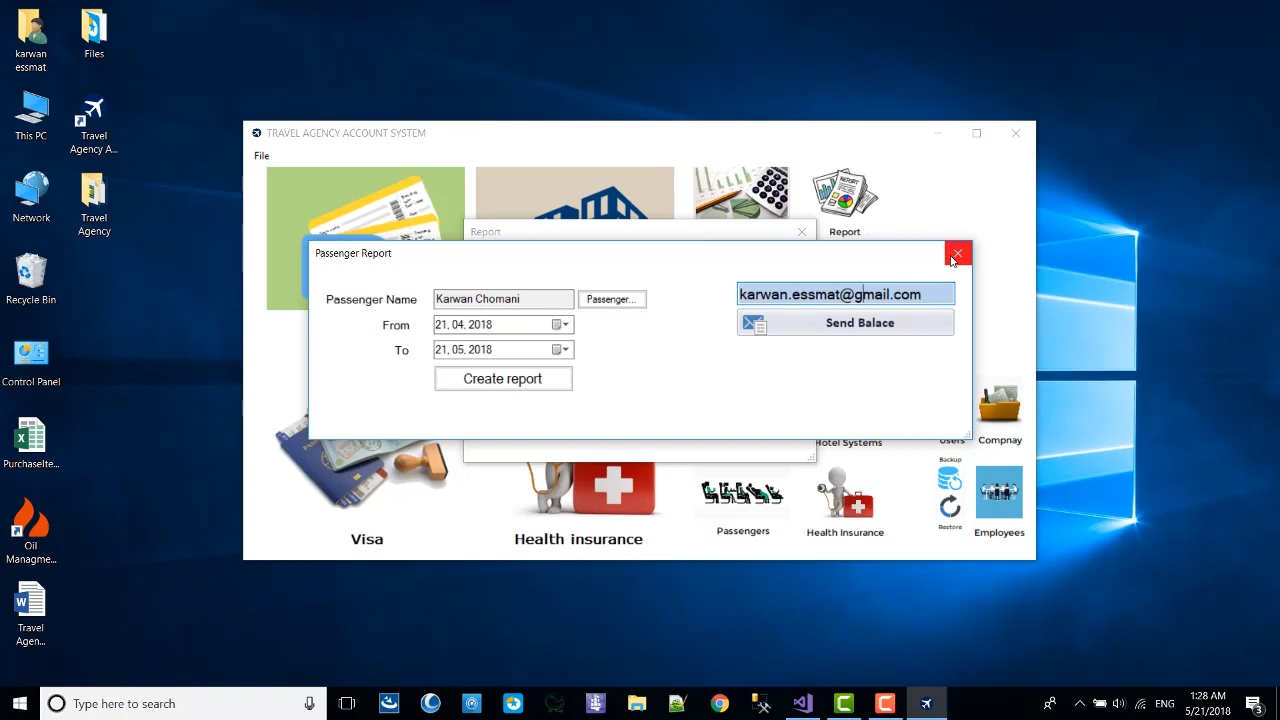 karwan
essmat
Files
This PC
Travel
Agency A...
Network
Travel
Agency
Recycle Bin
Control Panel
PurchaseIte...
Oil
Managme...
Travel
Agen...
TRAVEL AGENCY ACCOUNT SYSTEM
File
REPORT
Report
Report
Passenger Report
Passenger Name
Karwan Chomani
Passenger...
From
21. 04. 2018
To
21. 05. 2018
Create report
karwan.essmat@gmail.com
Send Balace
Hotel Systems
Users
Compnay
Backup
Restore
Visa
Health insurance
Passengers
Health Insurance
Employees
Type here to search
ENG
1:28 AM
5/21/2018
3